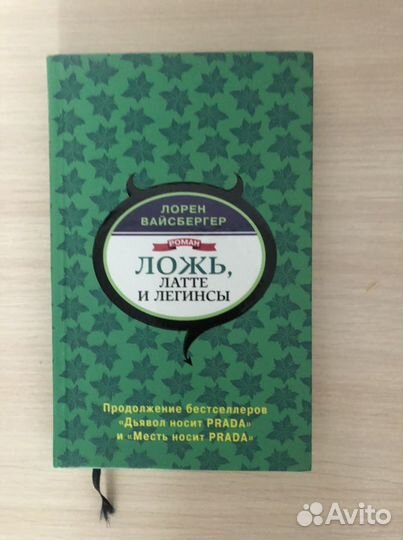 ЛОРЕН
ВАЙСБЕРГЕР
РОМАН
ЛОЖЬ,
ЛАТТЕ
И ЛЕГИНСЫ
Продолжение бестселлеров
«Дьявол носит PRADA»
и «Месть носит PRADA»
Avito